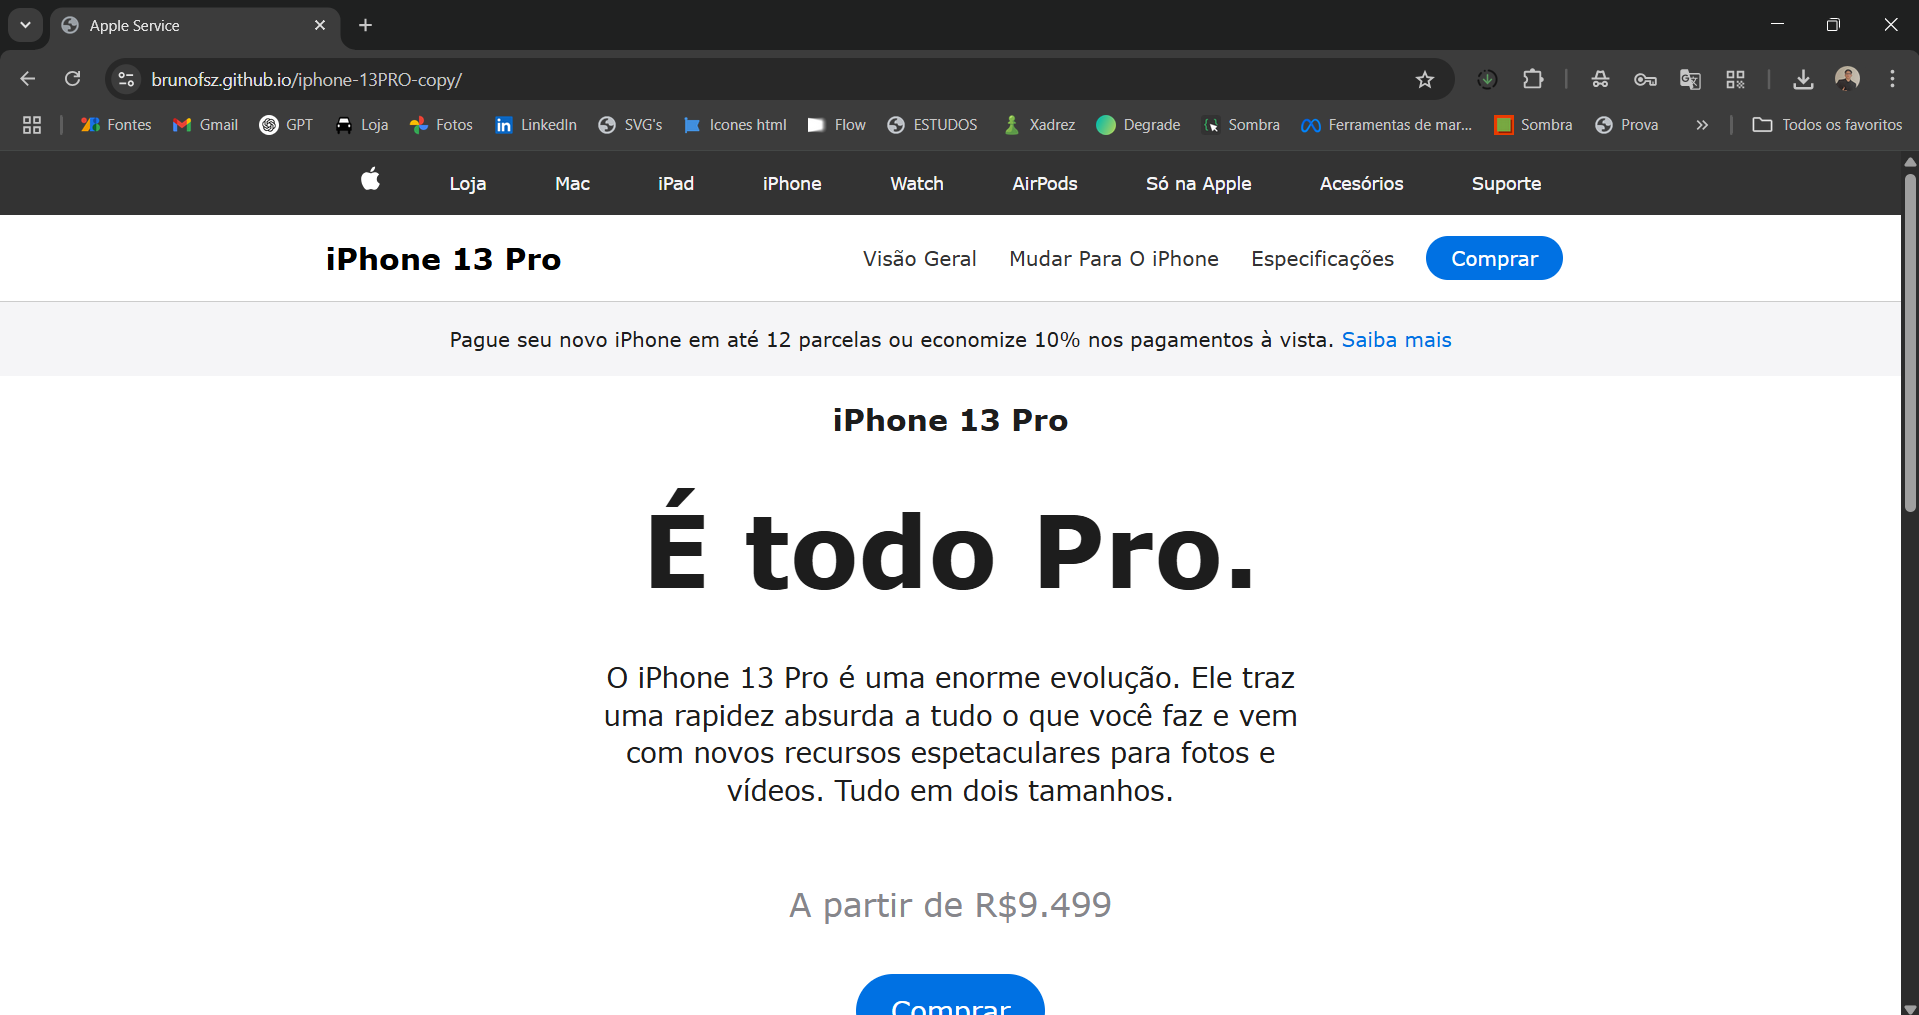 Apple Service
brunofsz.github.io/iphone-13PRO-copy/
Fontes Gmail GPT Loja Fotos LinkedIn SVG's Icones html Flow ESTUDOS Xadrez Degrade Sombra Ferramentas de mar... Sombra Prova » Todos os favoritos
Loja Mac iPad iPhone Watch AirPods Só na Apple Acesórios Suporte
iPhone 13 Pro Visão Geral Mudar Para O iPhone Especificações Comprar
Pague seu novo iPhone em até 12 parcelas ou economize 10% nos pagamentos à vista. Saiba mais
iPhone 13 Pro
É todo Pro.
O iPhone 13 Pro é uma enorme evolução. Ele traz
uma rapidez absurda a tudo o que você faz e vem
com novos recursos espetaculares para fotos e
vídeos. Tudo em dois tamanhos.
A partir de R$9.499
Comprar